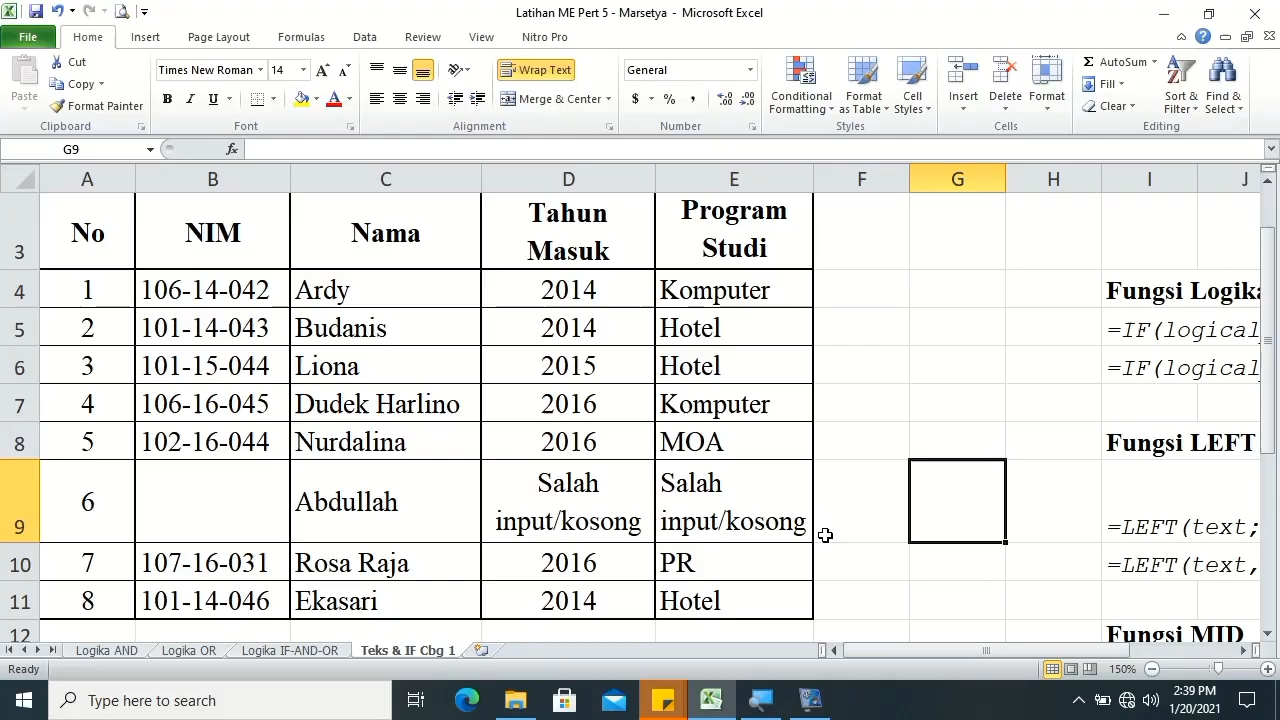 Latihan ME Pert 5 - Marsetya - Microsoft Excel
File Home Insert Page Layout Formulas Data Review View Nitro Pro
Paste
Cut
Copy
Format Painter
Clipboard
Times New Roman 14
B I U
Font
Wrap Text
Merge & Center
Alignment
General
$ % ,
Number
Conditional Formatting
Format as Table
Cell Styles
Styles
Insert Delete Format
Cells
AutoSum
Fill
Clear
Sort & Filter
Find & Select
Editing
G9 fx
A B C D E F G H I J
3 No NIM Nama Tahun Masuk Program Studi
4 1 106-14-042 Ardy 2014 Komputer Fungsi Logika
5 2 101-14-043 Budanis 2014 Hotel =IF(logical
6 3 101-15-044 Liona 2015 Hotel =IF(logical
7 4 106-16-045 Dudek Harlino 2016 Komputer
8 5 102-16-044 Nurdalina 2016 MOA Fungsi LEFT
9 6 Abdullah Salah input/kosong Salah input/kosong =LEFT(text;
10 7 107-16-031 Rosa Raja 2016 PR =LEFT(text,
11 8 101-14-046 Ekasari 2014 Hotel
12 Fungsi MID
Logika AND Logika OR Logika IF-AND-OR Teks & IF Cbg 1
Ready 150%
Type here to search
2:39 PM
1/20/2021